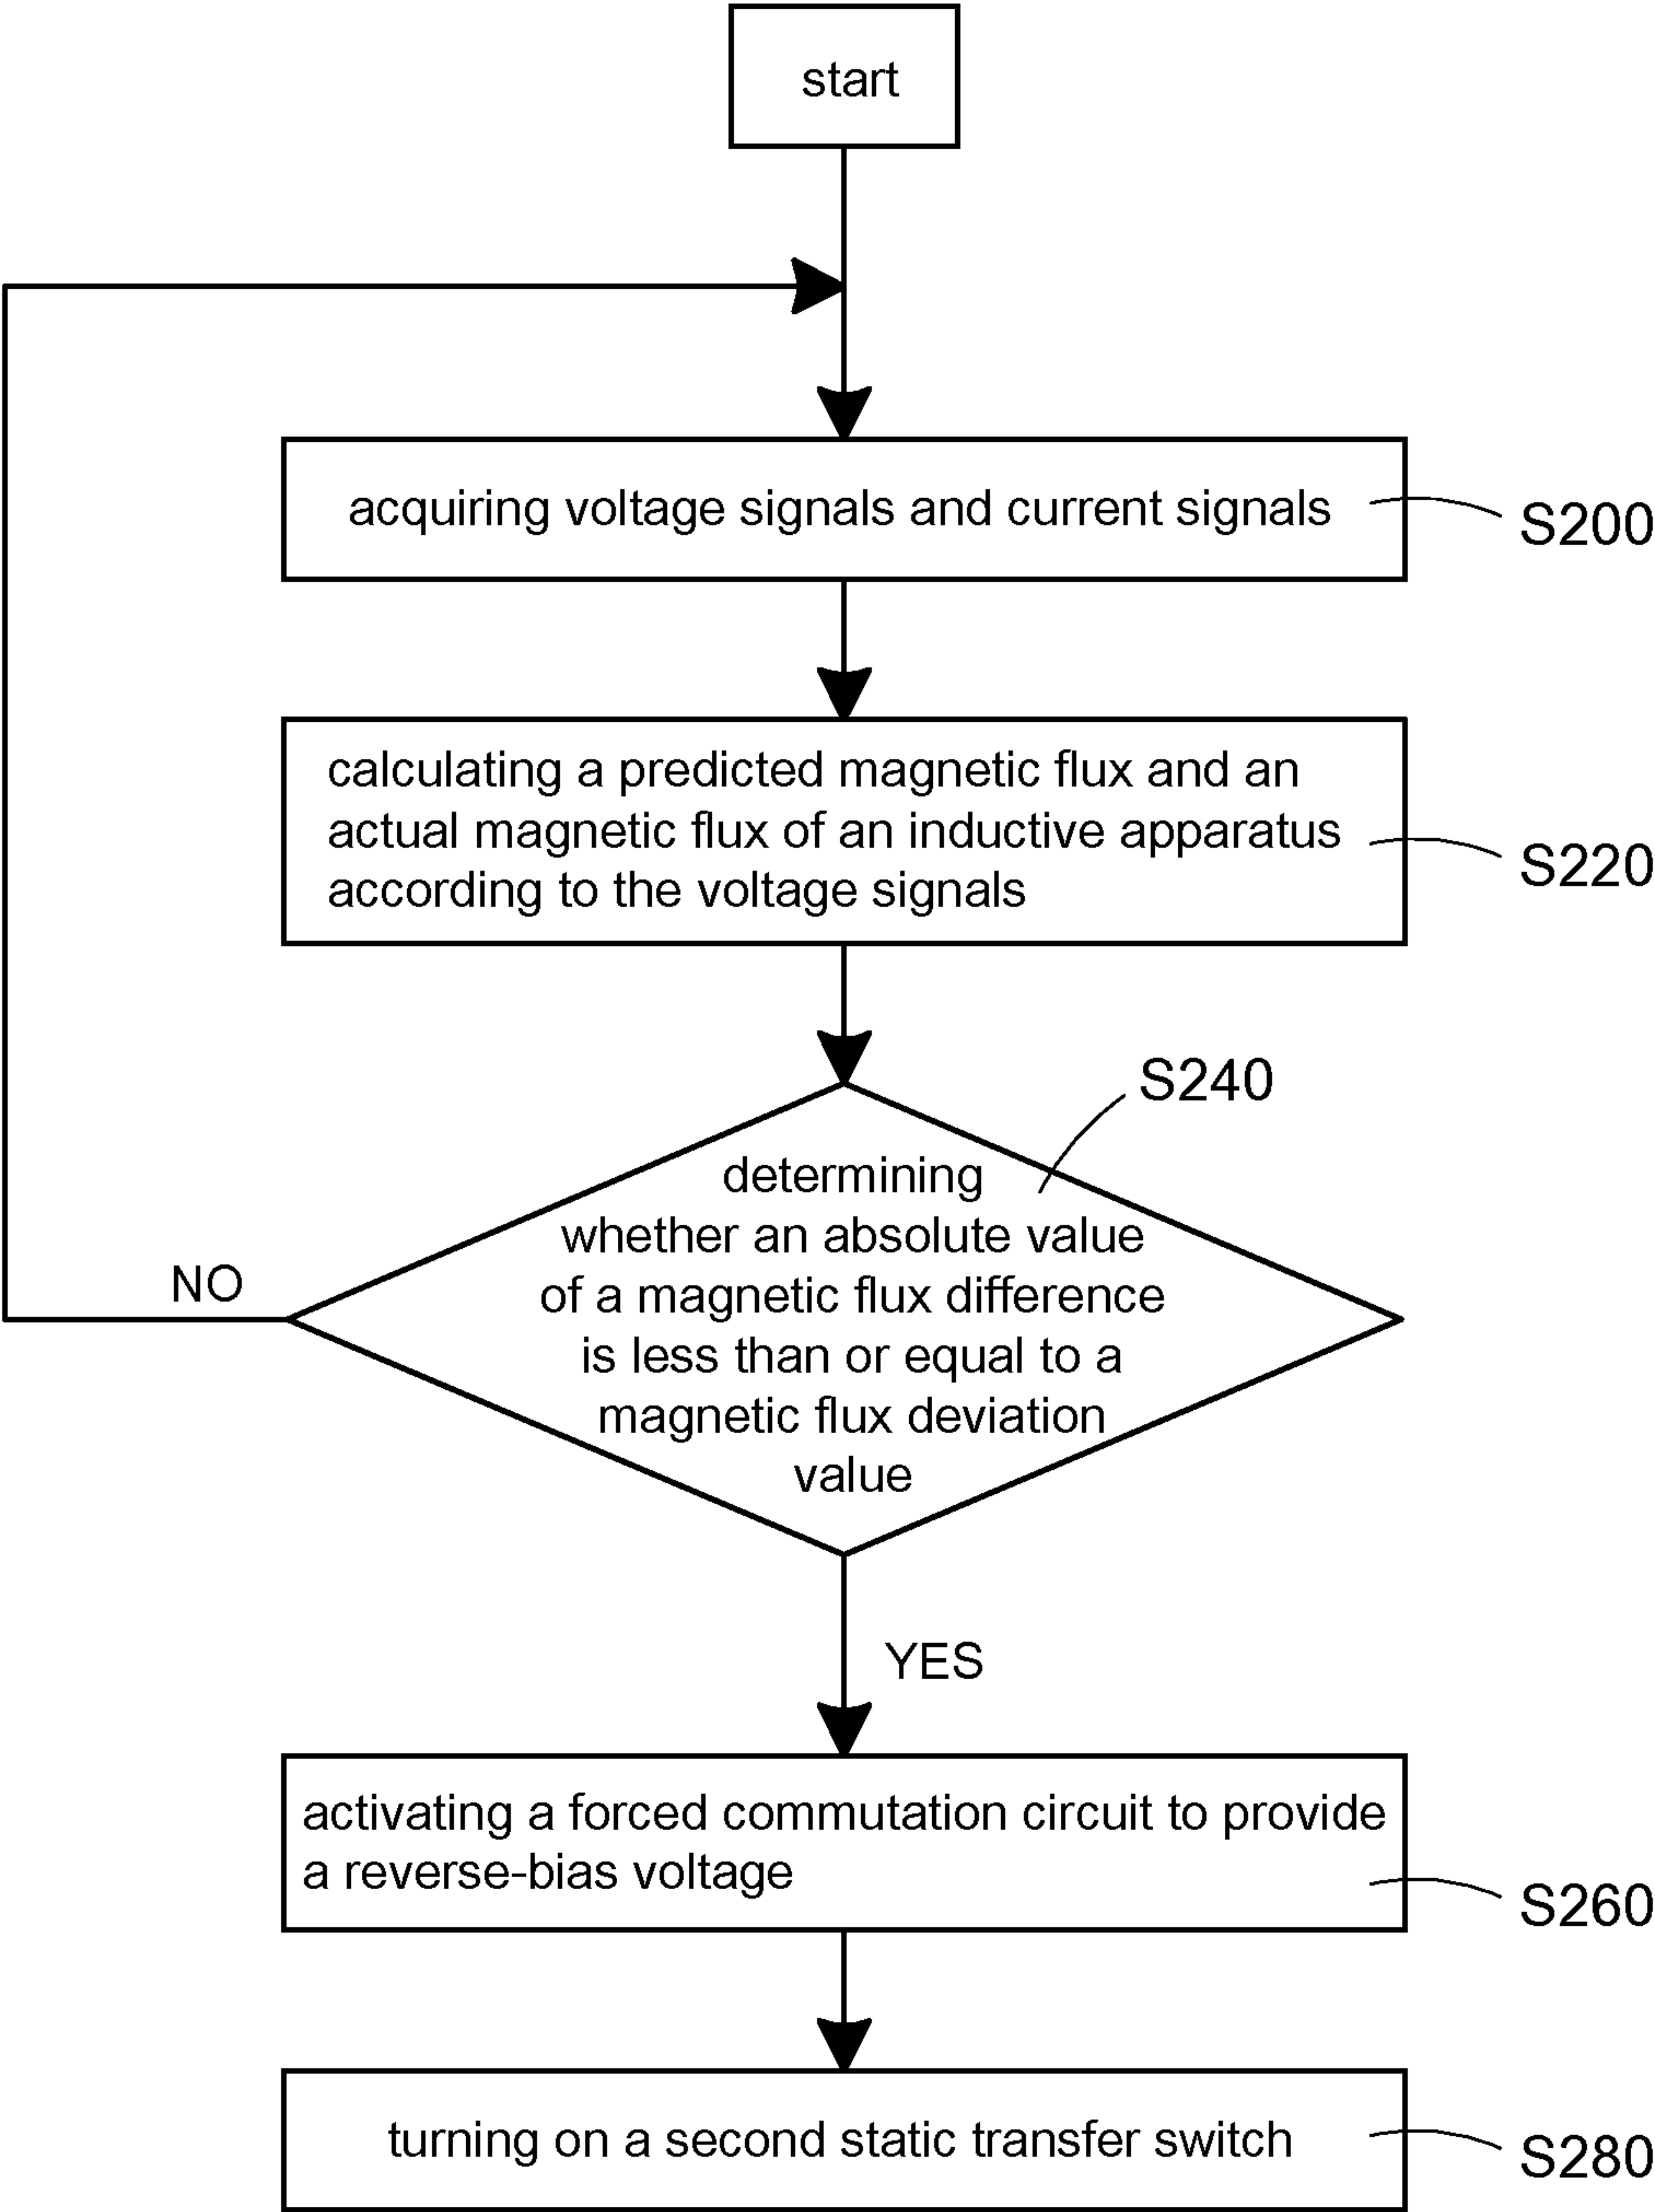 start
acquiring voltage signals and current signals
S200
calculating a predicted magnetic flux and an
actual magnetic flux of an inductive apparatus
according to the voltage signals
S220
S240
determining
whether an absolute value
of a magnetic flux difference
is less than or equal to a
magnetic flux deviation
value
NO
YES
activating a forced commutation circuit to provide
a reverse-bias voltage
S260
turning on a second static transfer switch
S280